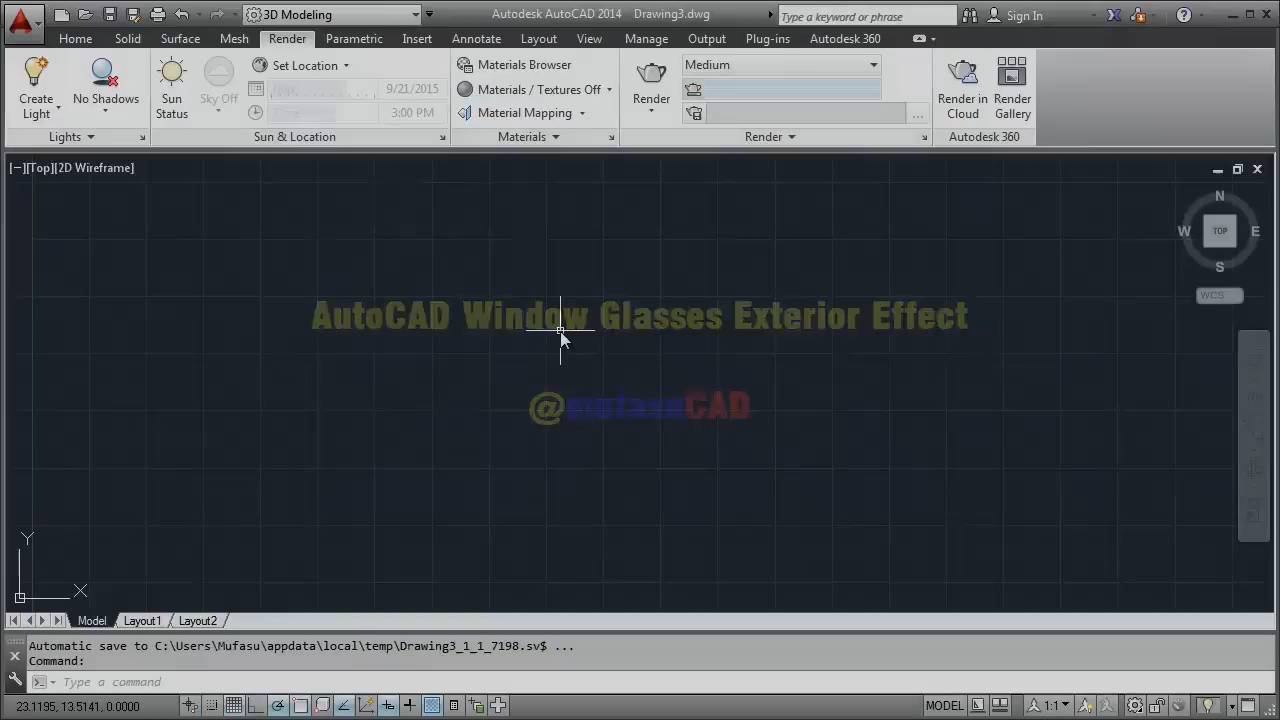 3D Modeling
Autodesk AutoCAD 2014 Drawing3.dwg
Type a keyword or phrase
Sign In
Home Solid Surface Mesh Render Parametric Insert Annotate Layout View Manage Output Plug-ins Autodesk 360
Create Light
No Shadows
Lights
Sun Status
Sky Off
Set Location
9/21/2015
3:00 PM
Sun & Location
Materials Browser
Materials / Textures Off
Material Mapping
Materials
Render
Medium
...
Render
Render in Cloud
Render Gallery
Autodesk 360
[−][Top][2D Wireframe]
N
W TOP E
S
WCS
AutoCAD Window Glasses Exterior Effect
@mufasuCAD
Y
X
Model Layout1 Layout2
Automatic save to C:\Users\Mufasu\appdata\local\temp\Drawing3_1_1_7198.sv$ ...
Command:
Type a command
23.1195, 13.5141, 0.0000
MODEL
1:1